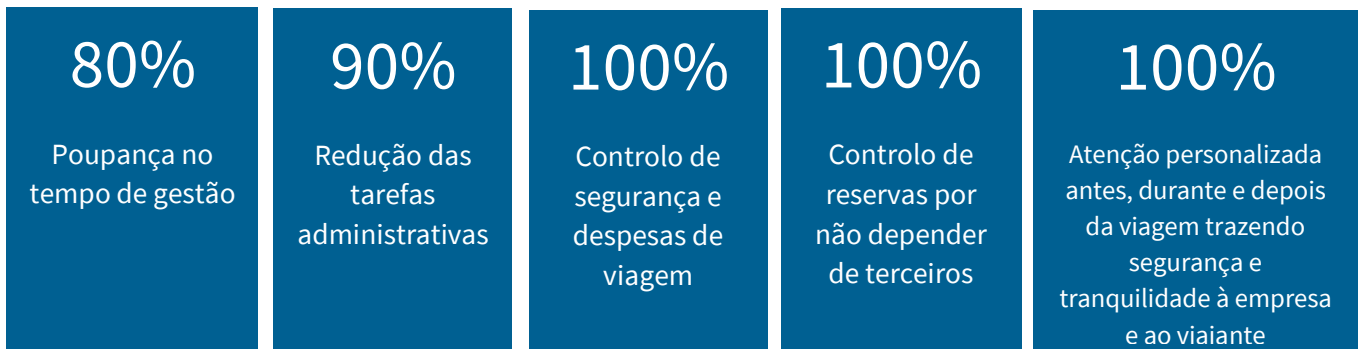 80%
Poupança no
tempo de gestão
90%
Redução das
tarefas
administrativas
100%
Controlo de
segurança e
despesas de
viagem
100%
Controlo de
reservas por
não depender
de terceiros
100%
Atenção personalizada
antes, durante e depois
da viagem trazendo
segurança e
tranquilidade à empresa
e ao viajante